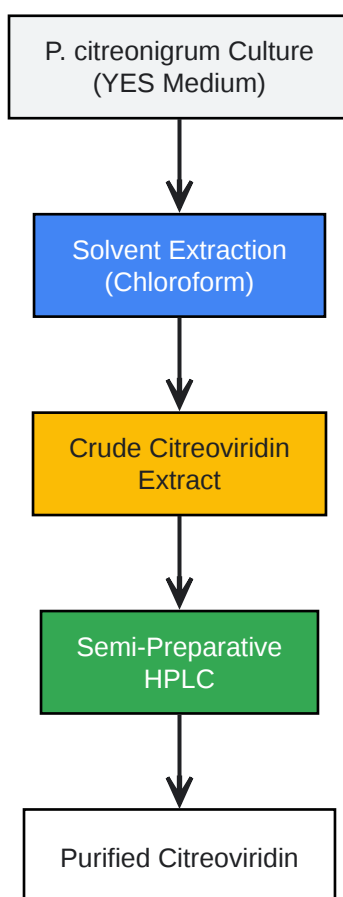 P. citreonigrum Culture
(YES Medium)
Solvent Extraction
(Chloroform)
Crude Citreoviridin
Extract
Semi-Preparative
HPLC
Purified Citreoviridin